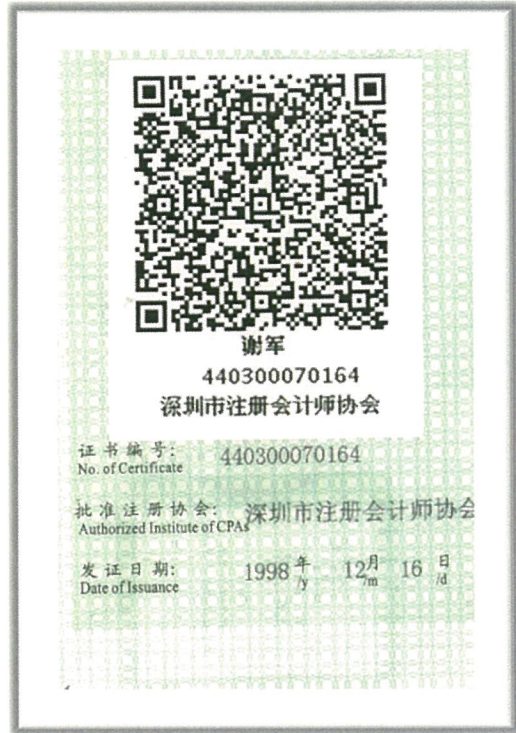 谢军
440300070164
深圳市注册会计师协会
证书编号: 440300070164
No. of Certificate
批准注册协会: 深圳市注册会计师协会
Authorized Institute of CPAs
发证日期: 1998 年 12 月 16 日
Date of Issuance /y /m /d